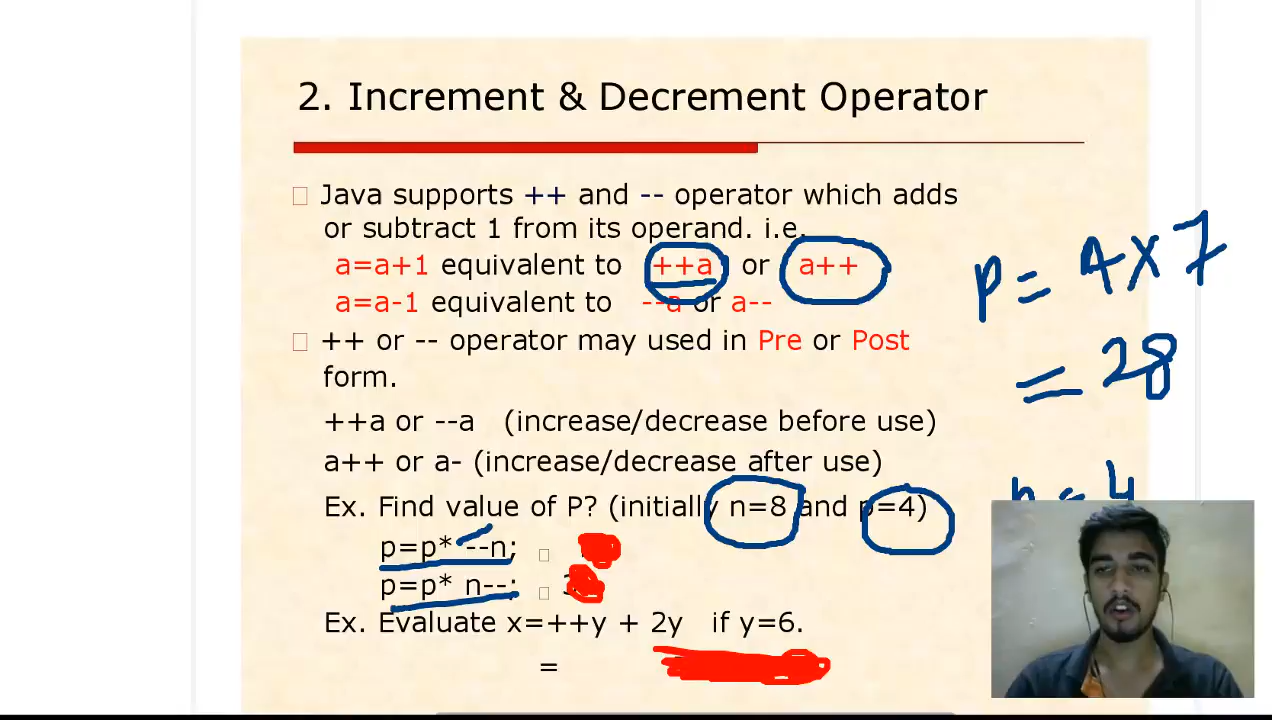 2. Increment & Decrement Operator
Java supports ++ and -- operator which adds
or subtract 1 from its operand. i.e.
a=a+1 equivalent to ++a or a++
a=a-1 equivalent to --a or a--
++ or -- operator may used in Pre or Post
form.
++a or --a (increase/decrease before use)
a++ or a- (increase/decrease after use)
Ex. Find value of P? (initially n=8 and p=4)
p=p* --n;
p=p* n--;
Ex. Evaluate x=++y + 2y if y=6.
=
p= 4x7
= 28